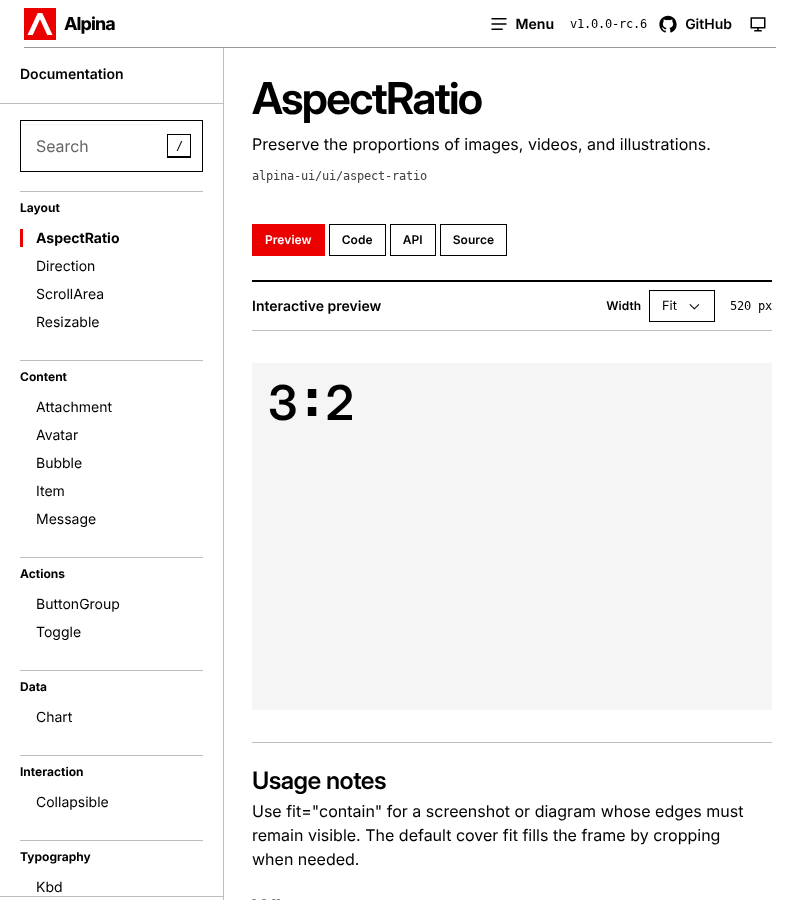 Alpina
Menu
v1.0.0-rc.6
GitHub
Documentation
Search
/
Layout
AspectRatio
Direction
ScrollArea
Resizable
Content
Attachment
Avatar
Bubble
Item
Message
Actions
ButtonGroup
Toggle
Data
Chart
Interaction
Collapsible
Typography
Kbd
AspectRatio
Preserve the proportions of images, videos, and illustrations.
alpina-ui/ui/aspect-ratio
Preview
Code
API
Source
Interactive preview
Width
Fit
520 px
3:2
Usage notes
Use fit="contain" for a screenshot or diagram whose edges must
remain visible. The default cover fit fills the frame by cropping
when needed.